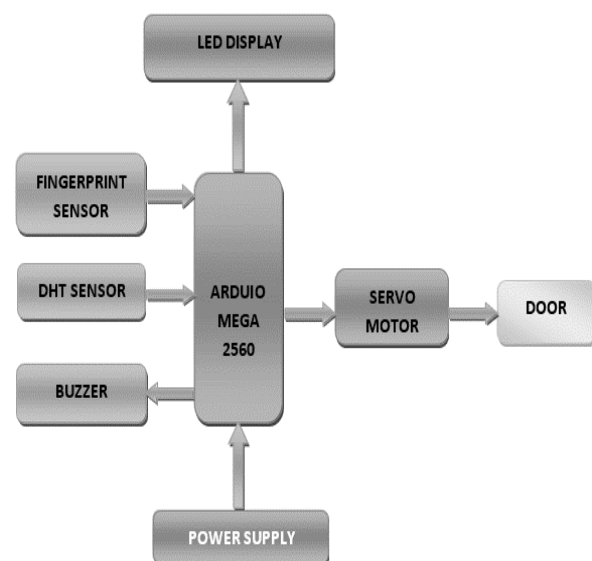 LED DISPLAY
FINGERPRINT
SENSOR
DHT SENSOR
BUZZER
ARDUIO
MEGA
2560
SERVO
MOTOR
DOOR
POWER SUPPLY